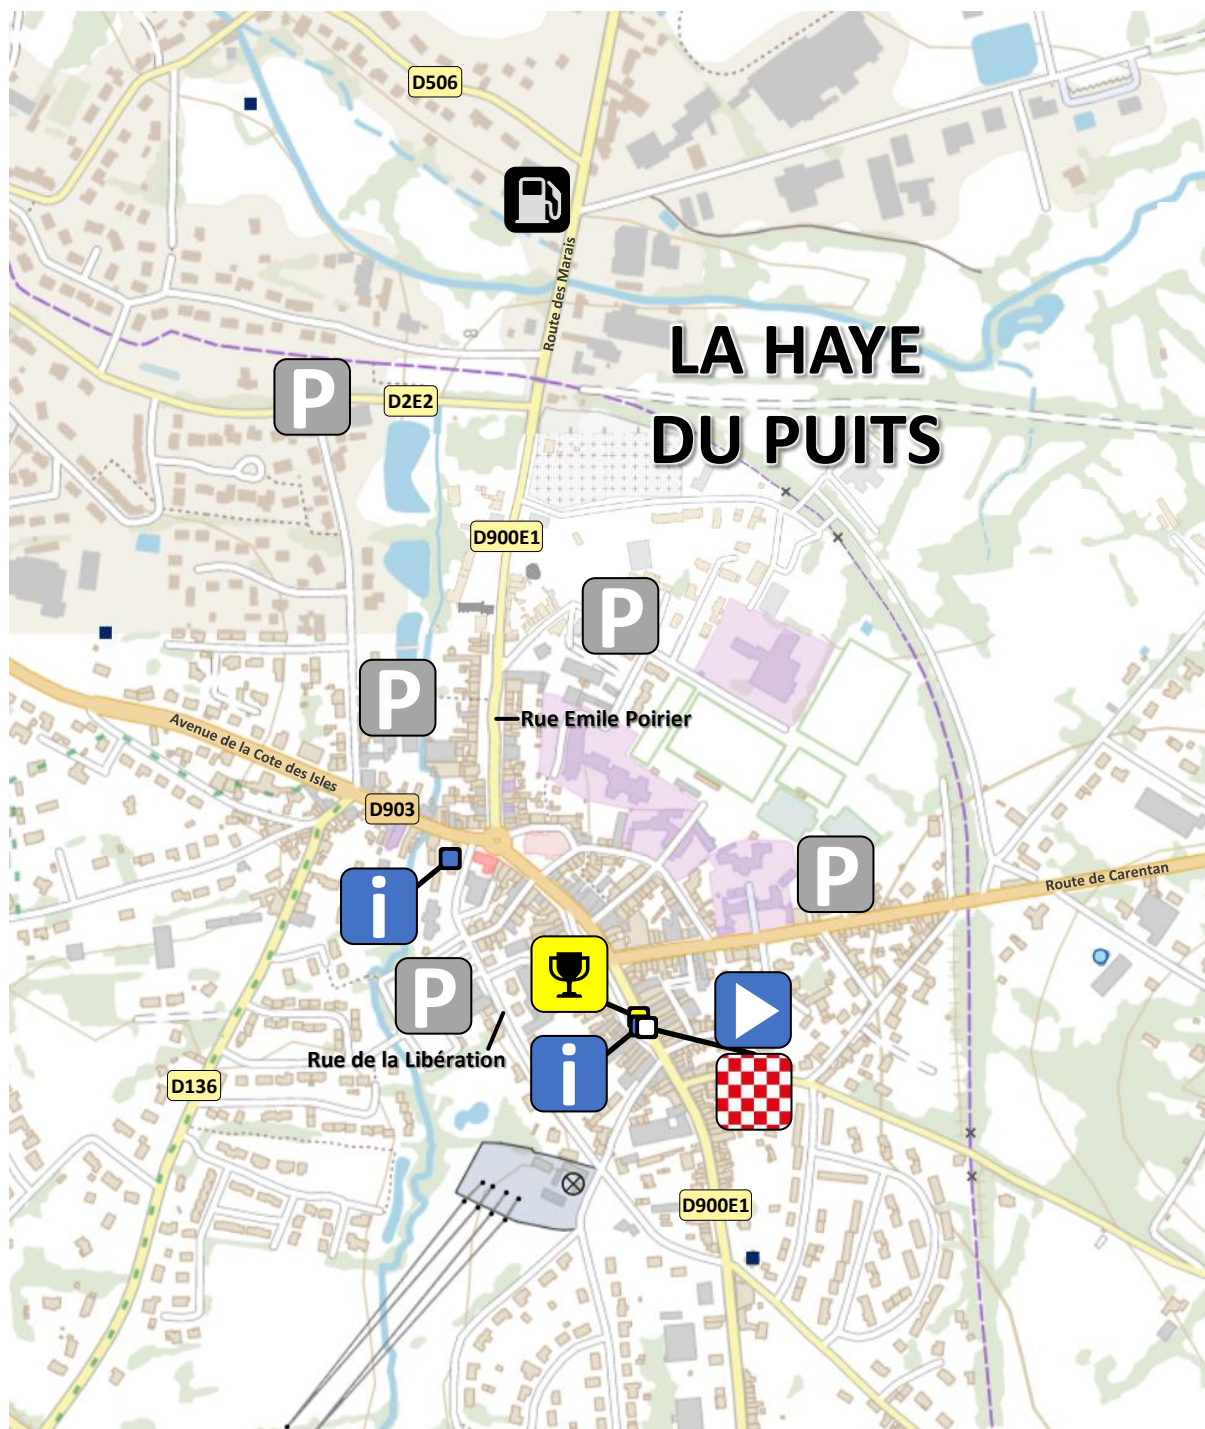 D506
Route des Marais
LA HAYE
DU PUITS
P
D2E2
D900E1
P
P
Rue Emile Poirier
Avenue de la Cote des Isles
D903
P
Route de Carentan
i
P
Rue de la Libération
i
D136
D900E1